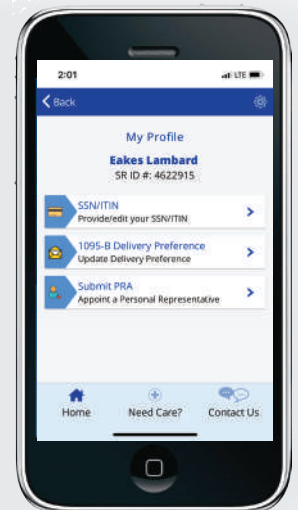 2:01
LTE
Back
My Profile
Eakes Lambard
SR ID #: 4622915
SSN/ITIN
Provide/edit your SSN/ITIN
1095-B Delivery Preference
Update Delivery Preference
Submit PRA
Appoint a Personal Representative
Home Need Care? Contact Us